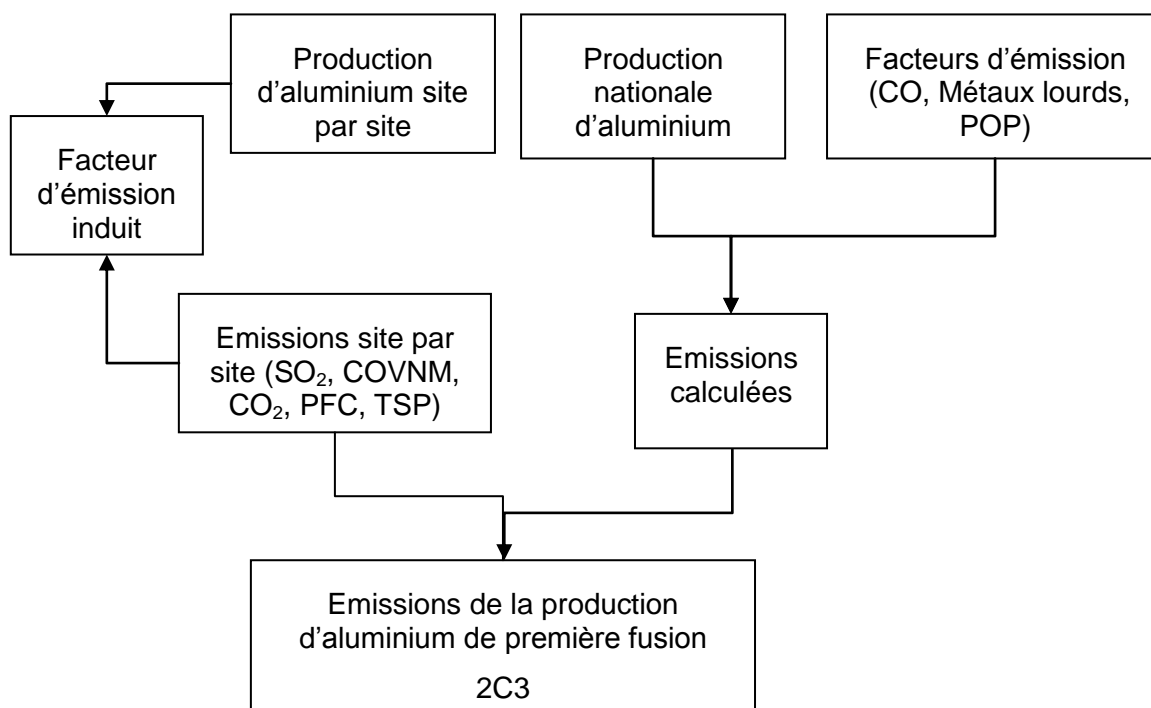 Production
d’aluminium site
par site
Production
nationale
d’aluminium
Facteurs d’émission
(CO, Métaux lourds,
POP)
Facteur
d’émission
induit
Emissions site par
site (SO₂, COVNM,
CO₂, PFC, TSP)
Emissions
calculées
Emissions de la production
d’aluminium de première fusion
2C3